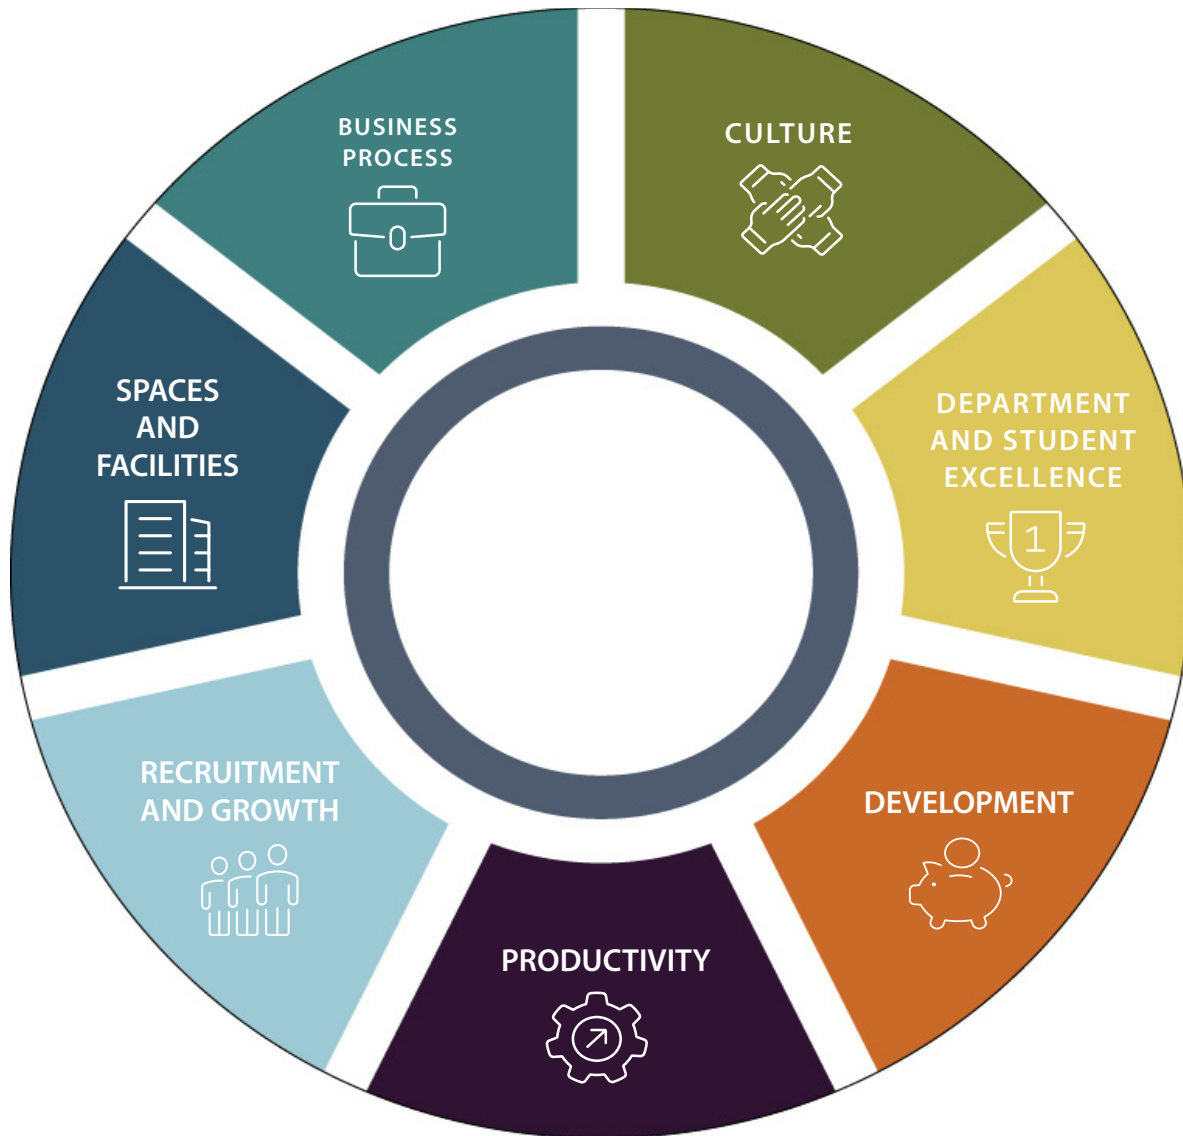 BUSINESS
PROCESS
CULTURE
DEPARTMENT
AND STUDENT
EXCELLENCE
1
DEVELOPMENT
PRODUCTIVITY
RECRUITMENT
AND GROWTH
SPACES
AND
FACILITIES